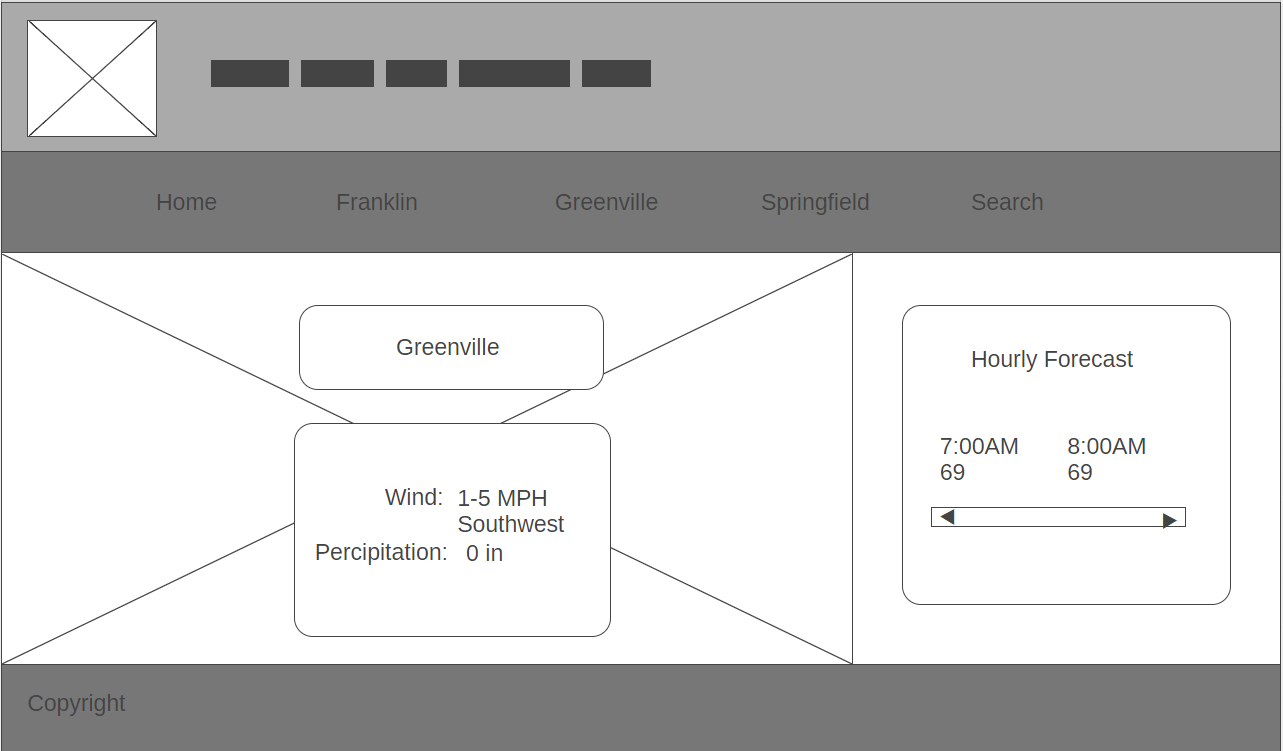 Home Franklin Greenville Springfield Search
Greenville
Wind: 1-5 MPH
Southwest
Percipitation: 0 in
Hourly Forecast
7:00AM 8:00AM
69 69
Copyright